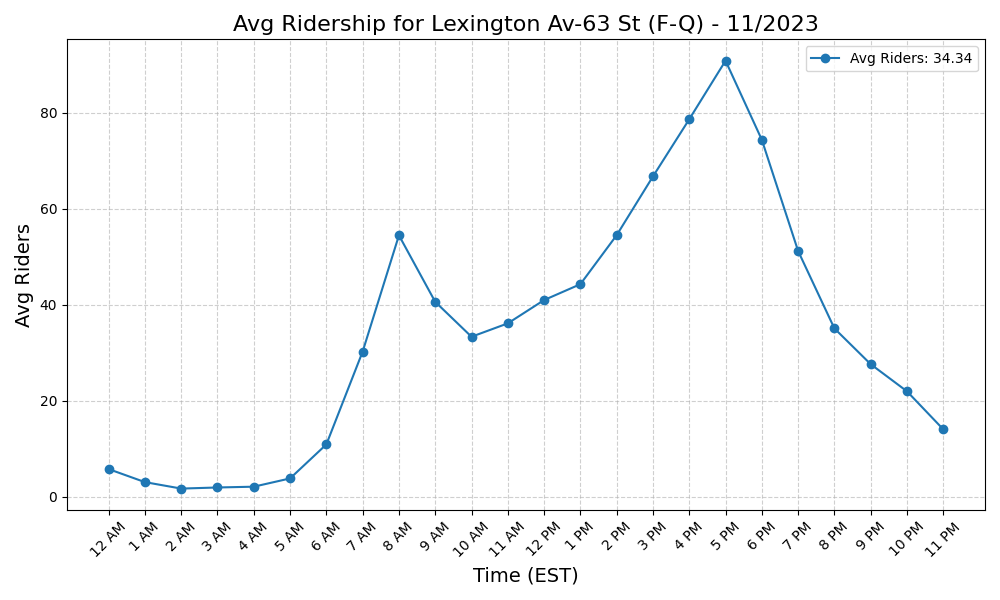 Avg Ridership for Lexington Av-63 St (F-Q) - 11/2023
Avg Riders: 34.34
Avg Riders
80
60
40
20
0
12 AM
1 AM
2 AM
3 AM
4 AM
5 AM
6 AM
7 AM
8 AM
9 AM
10 AM
11 AM
12 PM
1 PM
2 PM
3 PM
4 PM
5 PM
6 PM
7 PM
8 PM
9 PM
10 PM
11 PM
Time (EST)